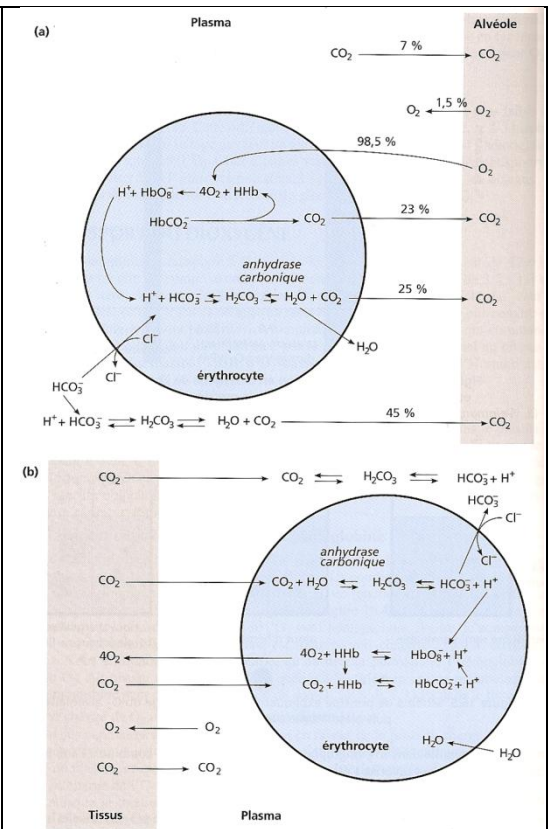 Plasma Alvéole
(a)
7 %
CO₂ CO₂
1,5 %
O₂ O₂
98,5 %
O₂
H⁺ + HbO₈⁻ 4O₂ + HHb
23 %
HbCO₂⁻ CO₂ CO₂
anhydrase
carbonique
25 %
H⁺ + HCO₃⁻ H₂CO₃ H₂O + CO₂ CO₂
Cl⁻
H₂O
Cl⁻ érythrocyte
HCO₃⁻
45 %
H⁺ + HCO₃⁻ H₂CO₃ H₂O + CO₂ CO₂
(b)
CO₂ CO₂ H₂CO₃ HCO₃⁻ + H⁺
HCO₃⁻
Cl⁻
anhydrase
carbonique
Cl⁻
CO₂ CO₂ + H₂O H₂CO₃ HCO₃⁻ + H⁺
4O₂ 4O₂ + HHb HbO₈⁻ + H⁺
CO₂ CO₂ + HHb HbCO₂⁻ + H⁺
O₂ O₂
érythrocyte H₂O H₂O
CO₂ CO₂
Tissus Plasma